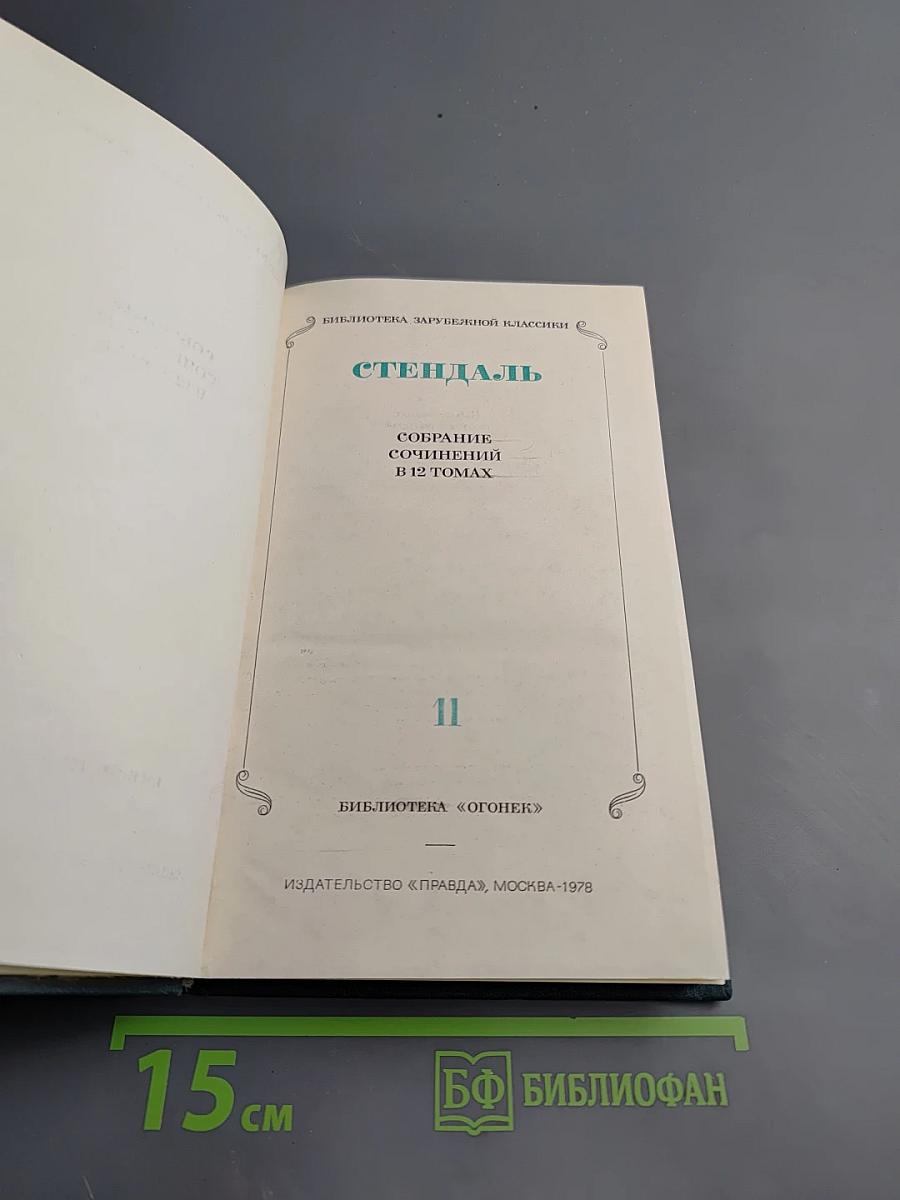 БИБЛИОТЕКА ЗАРУБЕЖНОЙ КЛАССИКИ
СТЕНДАЛЬ
СОБРАНИЕ
СОЧИНЕНИЙ
В 12 ТОМАХ
11
БИБЛИОТЕКА «ОГОНЕК»
ИЗДАТЕЛЬСТВО «ПРАВДА», МОСКВА-1978
15 СМ
БФ БИБЛИОФАН